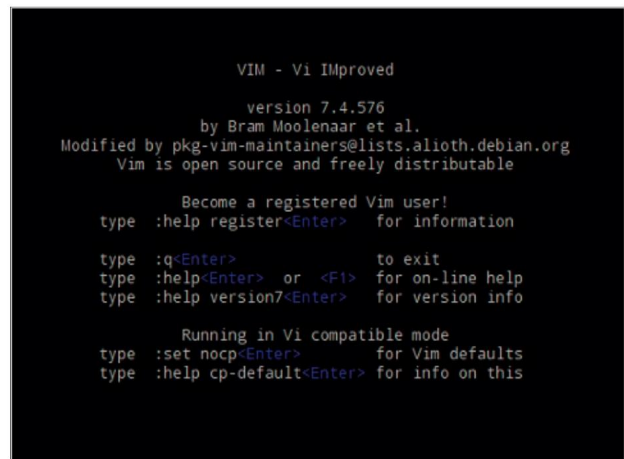 VIM - Vi IMproved
version 7.4.576
by Bram Moolenaar et al.
Modified by pkg-vim-maintainers@lists.alioth.debian.org
Vim is open source and freely distributable
Become a registered Vim user!
type :help register<Enter> for information
type :q<Enter> to exit
type :help<Enter> or <F1> for on-line help
type :help version7<Enter> for version info
Running in Vi compatible mode
type :set nocp<Enter> for Vim defaults
type :help cp-default<Enter> for info on this